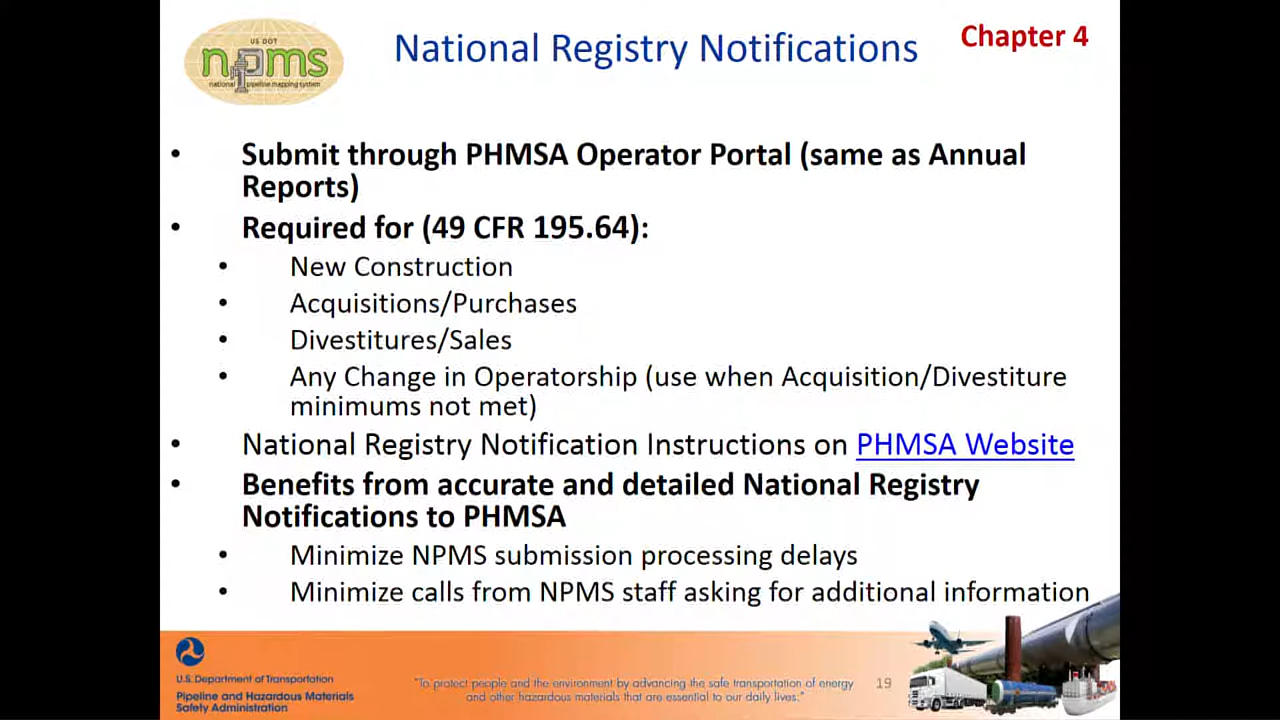 US DOT
npms
national pipeline mapping system
National Registry Notifications
Chapter 4
• Submit through PHMSA Operator Portal (same as Annual
Reports)
• Required for (49 CFR 195.64):
• New Construction
• Acquisitions/Purchases
• Divestitures/Sales
• Any Change in Operatorship (use when Acquisition/Divestiture
minimums not met)
• National Registry Notification Instructions on PHMSA Website
• Benefits from accurate and detailed National Registry
Notifications to PHMSA
• Minimize NPMS submission processing delays
• Minimize calls from NPMS staff asking for additional information
U.S. Department of Transportation
Pipeline and Hazardous Materials
Safety Administration
"To protect people and the environment by advancing the safe transportation of energy
and other hazardous materials that are essential to our daily lives."
19